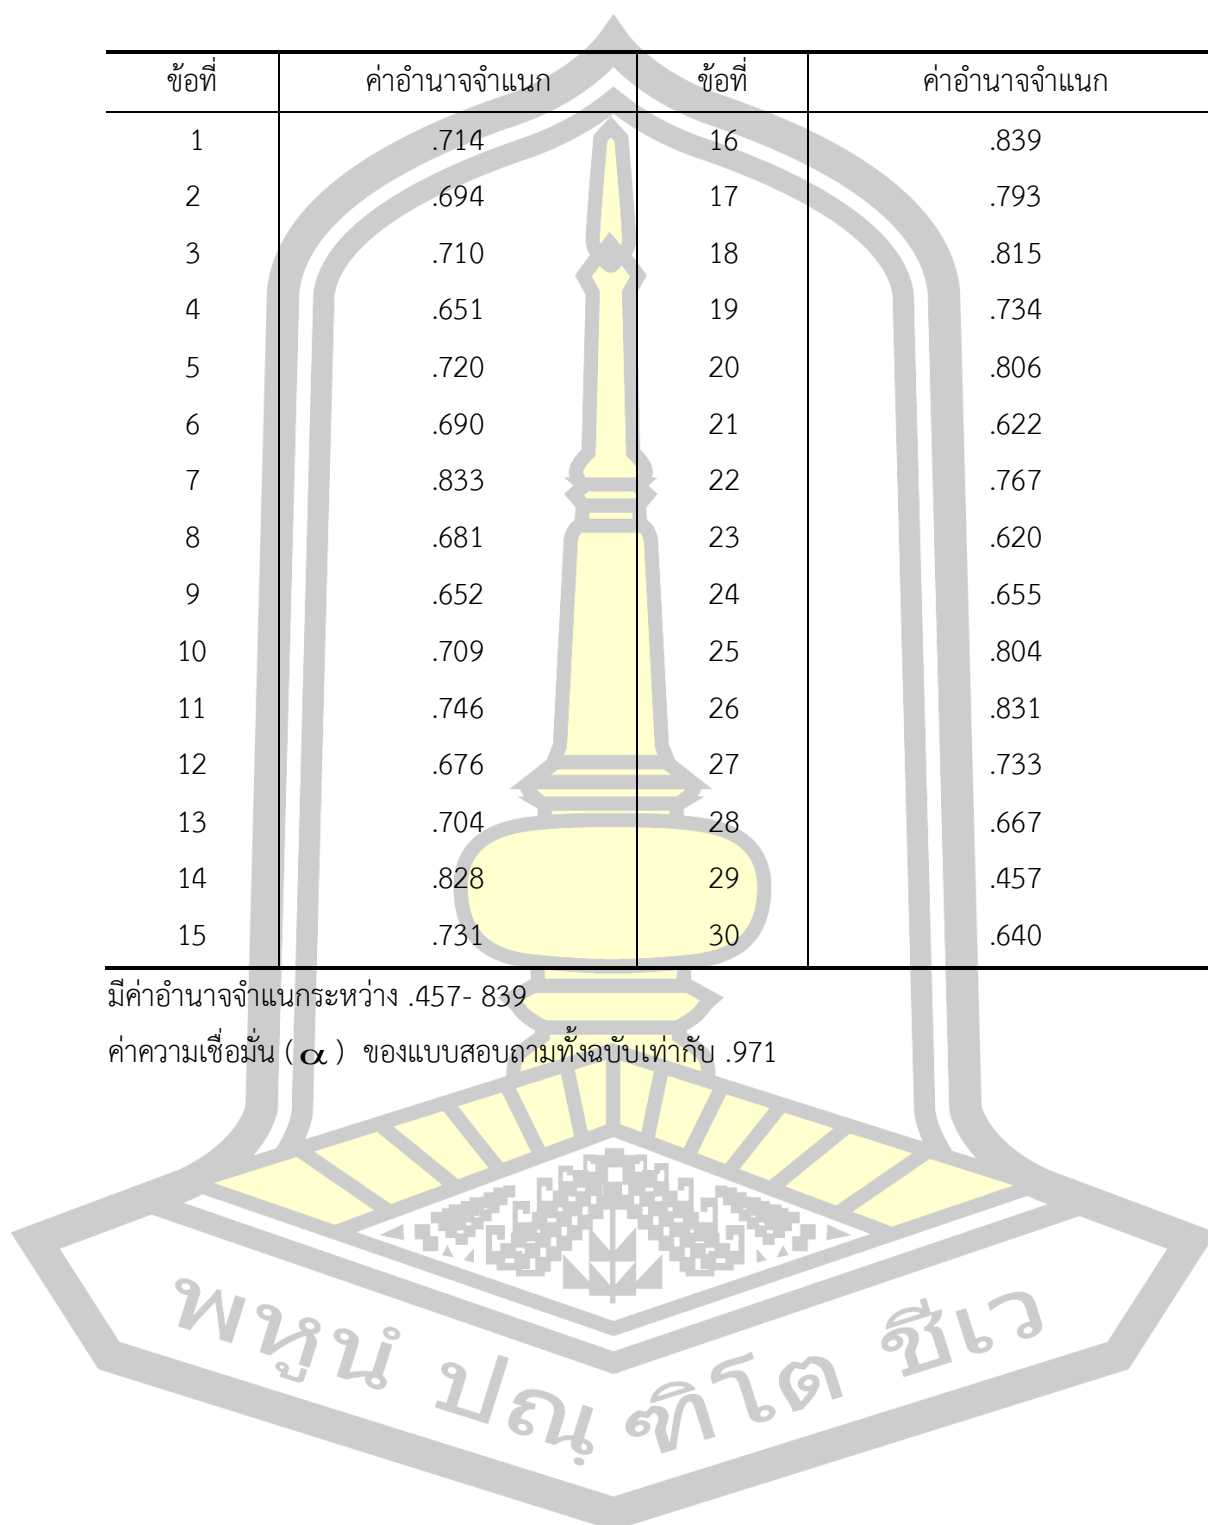 ข้อที่ ค่าอำนาจจำแนก ข้อที่ ค่าอำนาจจำแนก
1 .714 16 .839
2 .694 17 .793
3 .710 18 .815
4 .651 19 .734
5 .720 20 .806
6 .690 21 .622
7 .833 22 .767
8 .681 23 .620
9 .652 24 .655
10 .709 25 .804
11 .746 26 .831
12 .676 27 .733
13 .704 28 .667
14 .828 29 .457
15 .731 30 .640
มีค่าอำนาจจำแนกระหว่าง .457- 839
ค่าความเชื่อมั่น (α) ของแบบสอบถามทั้งฉบับเท่ากับ .971
พหูนํ ปณฺฑิโต ชีเว